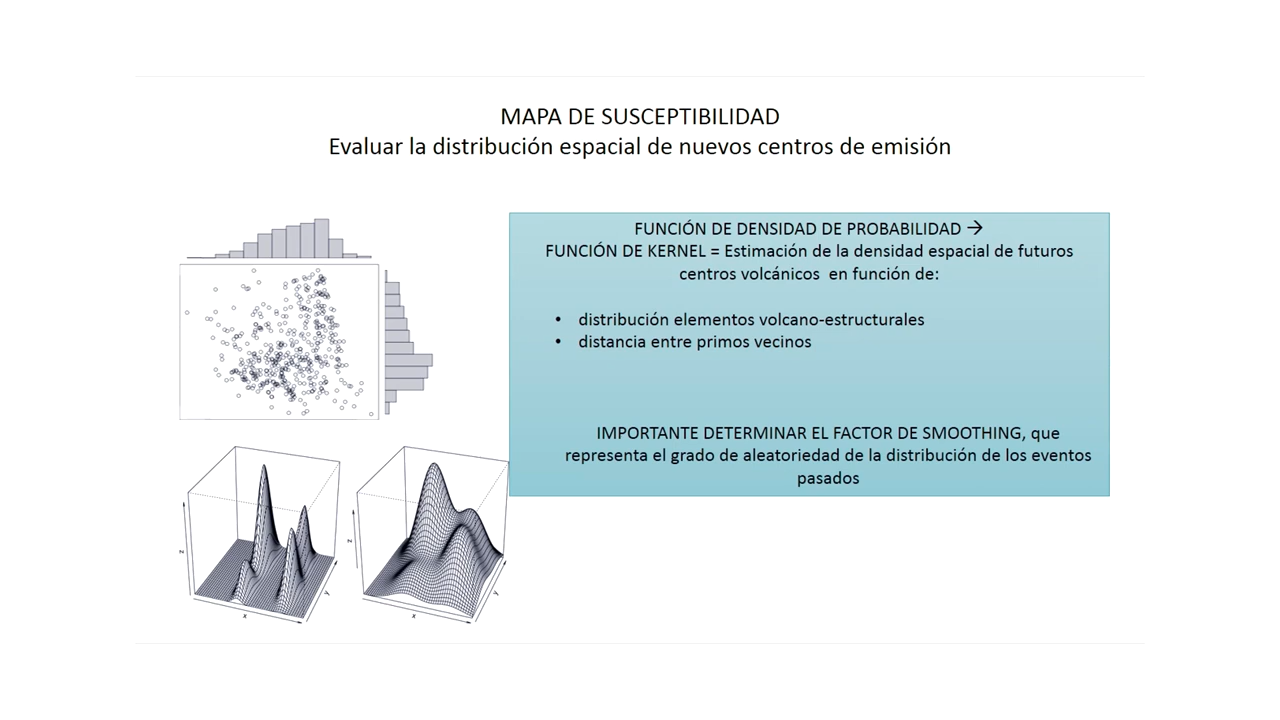 MAPA DE SUSCEPTIBILIDAD
Evaluar la distribución espacial de nuevos centros de emisión
FUNCIÓN DE DENSIDAD DE PROBABILIDAD →
FUNCIÓN DE KERNEL = Estimación de la densidad espacial de futuros
centros volcánicos en función de:
• distribución elementos volcano-estructurales
• distancia entre primos vecinos
IMPORTANTE DETERMINAR EL FACTOR DE SMOOTHING, que
representa el grado de aleatoriedad de la distribución de los eventos
pasados
z
x
y
z
x
y